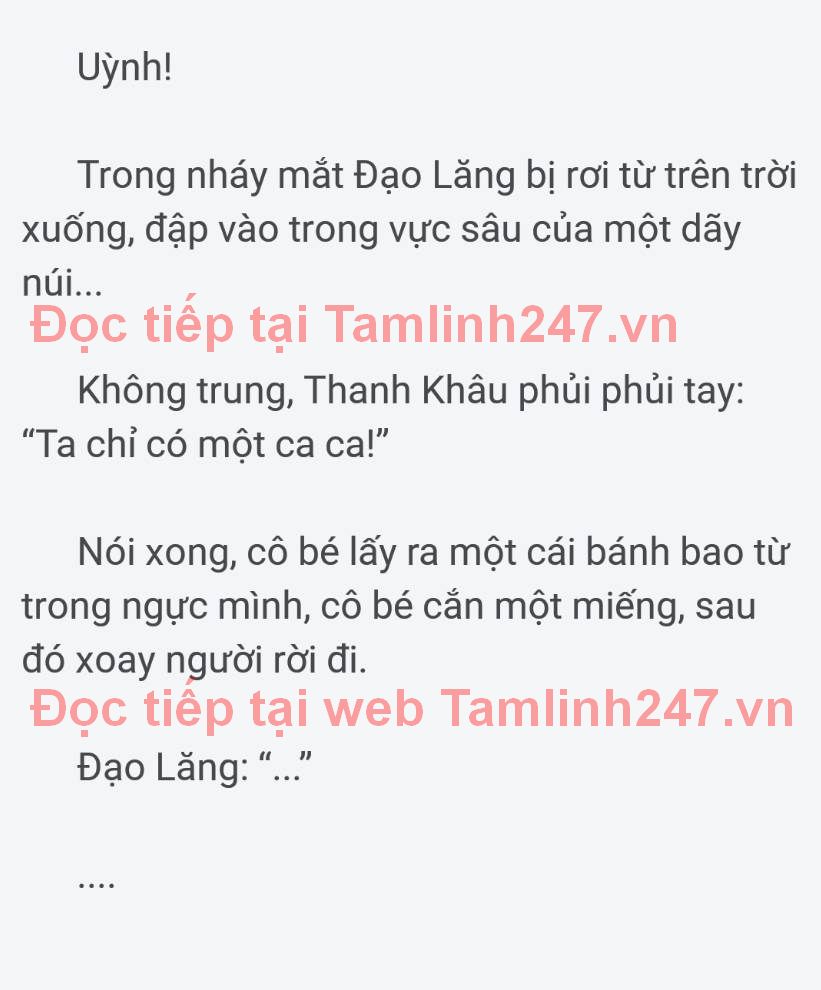 Uỳnh!
Trong nháy mắt Đạo Lăng bị rơi từ trên trời
xuống, đập vào trong vực sâu của một dãy
núi...
Đọc tiếp tại Tamlinh247.vn
Không trung, Thanh Khâu phủi phủi tay:
“Ta chỉ có một ca ca!”
Nói xong, cô bé lấy ra một cái bánh bao từ
trong ngực mình, cô bé cắn một miếng, sau
đó xoay người rời đi.
Đọc tiếp tại web Tamlinh247.vn
Đạo Lăng: “...”
....